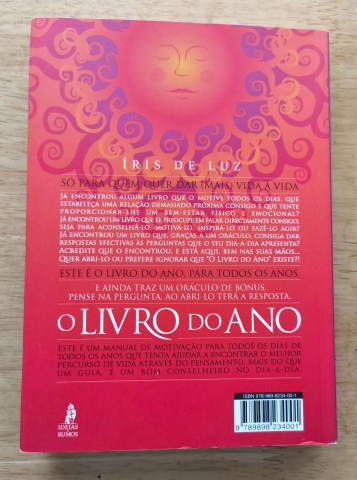 ÍRIS DE LUZ
SÓ PARA QUEM QUER DAR (MAIS) VIDA À VIDA
JÁ ENCONTROU ALGUM LIVRO QUE O MOTIVE TODOS OS DIAS, QUE
ESTABELEÇA UMA RELAÇÃO DEMASIADO PRÓXIMA CONSIGO E QUE TENTE
PROPORCIONAR-LHE UM BEM-ESTAR FÍSICO E EMOCIONAL?
JÁ ENCONTROU UM LIVRO QUE SE PREOCUPE EM FALAR DIRECTAMENTE CONSIGO,
SEJA PARA ACONSELHÁ-LO, MOTIVÁ-LO, INSPIRÁ-LO OU FAZÊ-LO AGIR?
JÁ ENCONTROU UM LIVRO QUE, GRAÇAS A UM ORÁCULO, CONSIGA DAR
RESPOSTAS EFECTIVAS ÀS PERGUNTAS QUE O SEU DIA-A-DIA APRESENTA?
ACREDITE QUE O ENCONTROU, E ESTÁ AQUI, BEM NAS SUAS MÃOS...
QUER ABRI-LO OU PREFERE IGNORAR QUE "O LIVRO DO ANO" EXISTE?!
ESTE É O LIVRO DO ANO, PARA TODOS OS ANOS.
E AINDA TRAZ UM ORÁCULO DE BÓNUS.
PENSE NA PERGUNTA. AO ABRI-LO TERÁ A RESPOSTA.
O LIVRO DO ANO
ESTE É UM MANUAL DE MOTIVAÇÃO PARA TODOS OS DIAS DE
TODOS OS ANOS QUE TENTA AJUDAR A ENCONTRAR O MELHOR
PERCURSO DE VIDA ATRAVÉS DO PENSAMENTO. MAIS DO QUE
UM GUIA, É UM BOM CONSELHEIRO NO DIA-A-DIA.
ISBN 978-989-8234-00-1
9 789898 234001
IDEIAS
& RUMOS